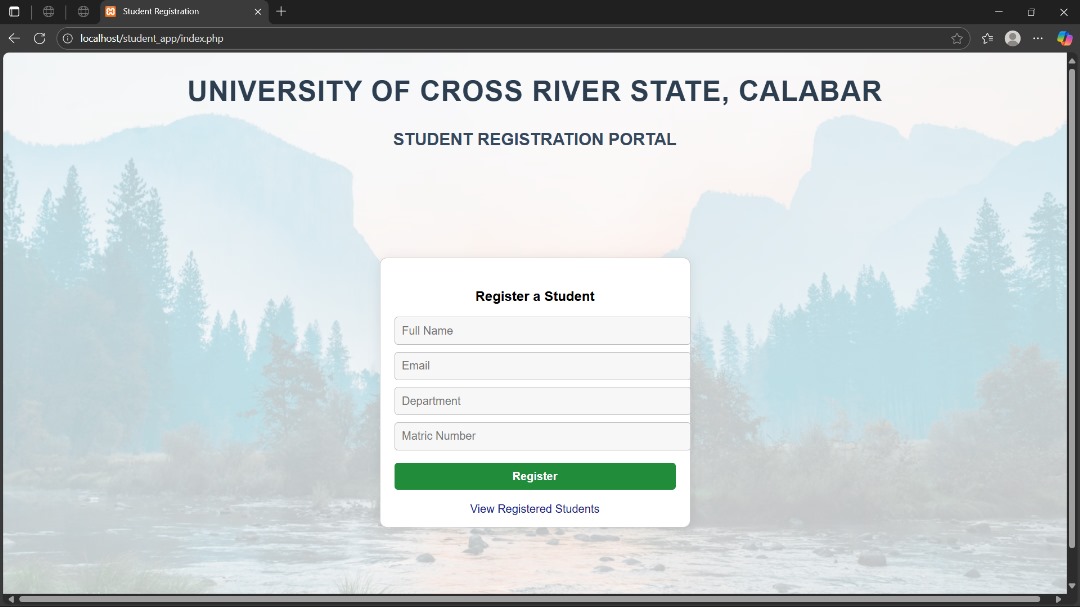 Student Registration
localhost/student_app/index.php
UNIVERSITY OF CROSS RIVER STATE, CALABAR
STUDENT REGISTRATION PORTAL
Register a Student
Full Name
Email
Department
Matric Number
Register
View Registered Students